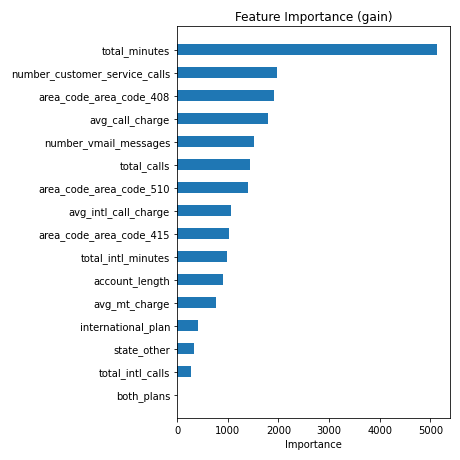 Feature Importance (gain)
total_minutes
number_customer_service_calls
area_code_area_code_408
avg_call_charge
number_vmail_messages
total_calls
area_code_area_code_510
avg_intl_call_charge
area_code_area_code_415
total_intl_minutes
account_length
avg_mt_charge
international_plan
state_other
total_intl_calls
both_plans
0 1000 2000 3000 4000 5000
Importance